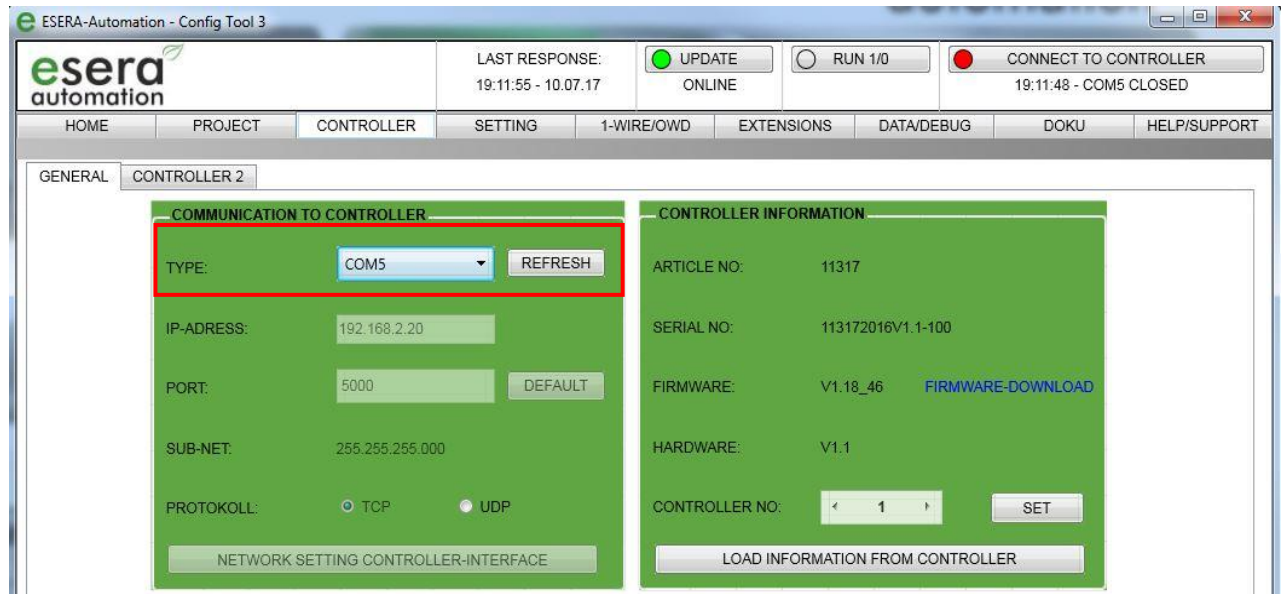 ESERA-Automation - Config Tool 3
esera
automation
LAST RESPONSE:
19:11:55 - 10.07.17
UPDATE
ONLINE
RUN 1/0
CONNECT TO CONTROLLER
19:11:48 - COM5 CLOSED
HOME PROJECT CONTROLLER SETTING 1-WIRE/OWD EXTENSIONS DATA/DEBUG DOKU HELP/SUPPORT
GENERAL CONTROLLER 2
COMMUNICATION TO CONTROLLER
TYPE: COM5 REFRESH
IP-ADRESS: 192.168.2.20
PORT: 5000 DEFAULT
SUB-NET: 255.255.255.000
PROTOKOLL: TCP UDP
NETWORK SETTING CONTROLLER-INTERFACE
CONTROLLER INFORMATION
ARTICLE NO: 11317
SERIAL NO: 113172016V1.1-100
FIRMWARE: V1.18_46 FIRMWARE-DOWNLOAD
HARDWARE: V1.1
CONTROLLER NO: 1 SET
LOAD INFORMATION FROM CONTROLLER